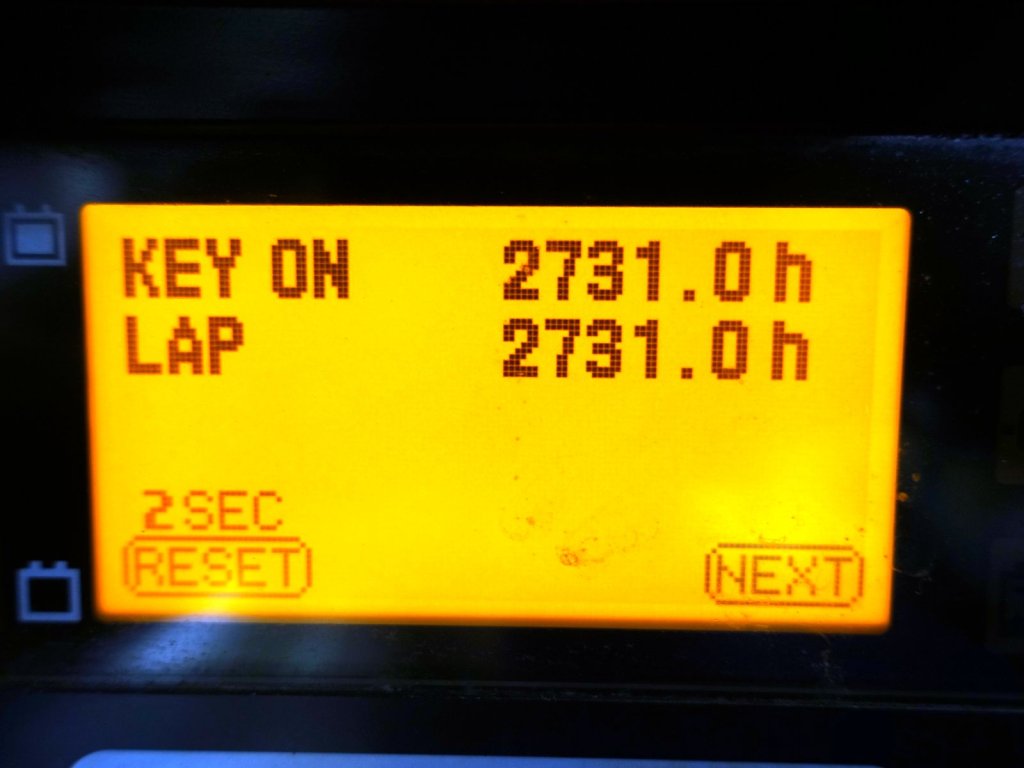 KEY ON 2731.0 h
LAP 2731.0 h
2 SEC
RESET NEXT